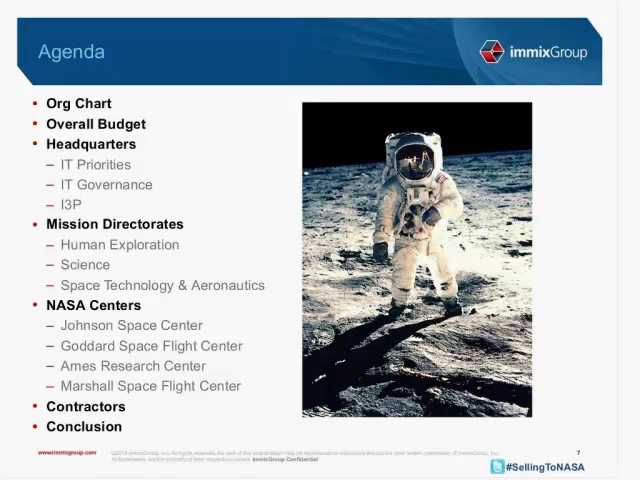 Agenda
immixGroup
• Org Chart
• Overall Budget
• Headquarters
– IT Priorities
– IT Governance
– I3P
• Mission Directorates
– Human Exploration
– Science
– Space Technology & Aeronautics
• NASA Centers
– Johnson Space Center
– Goddard Space Flight Center
– Ames Research Center
– Marshall Space Flight Center
• Contractors
• Conclusion
www.immixgroup.com
immixGroup Confidential
7
#SellingToNASA